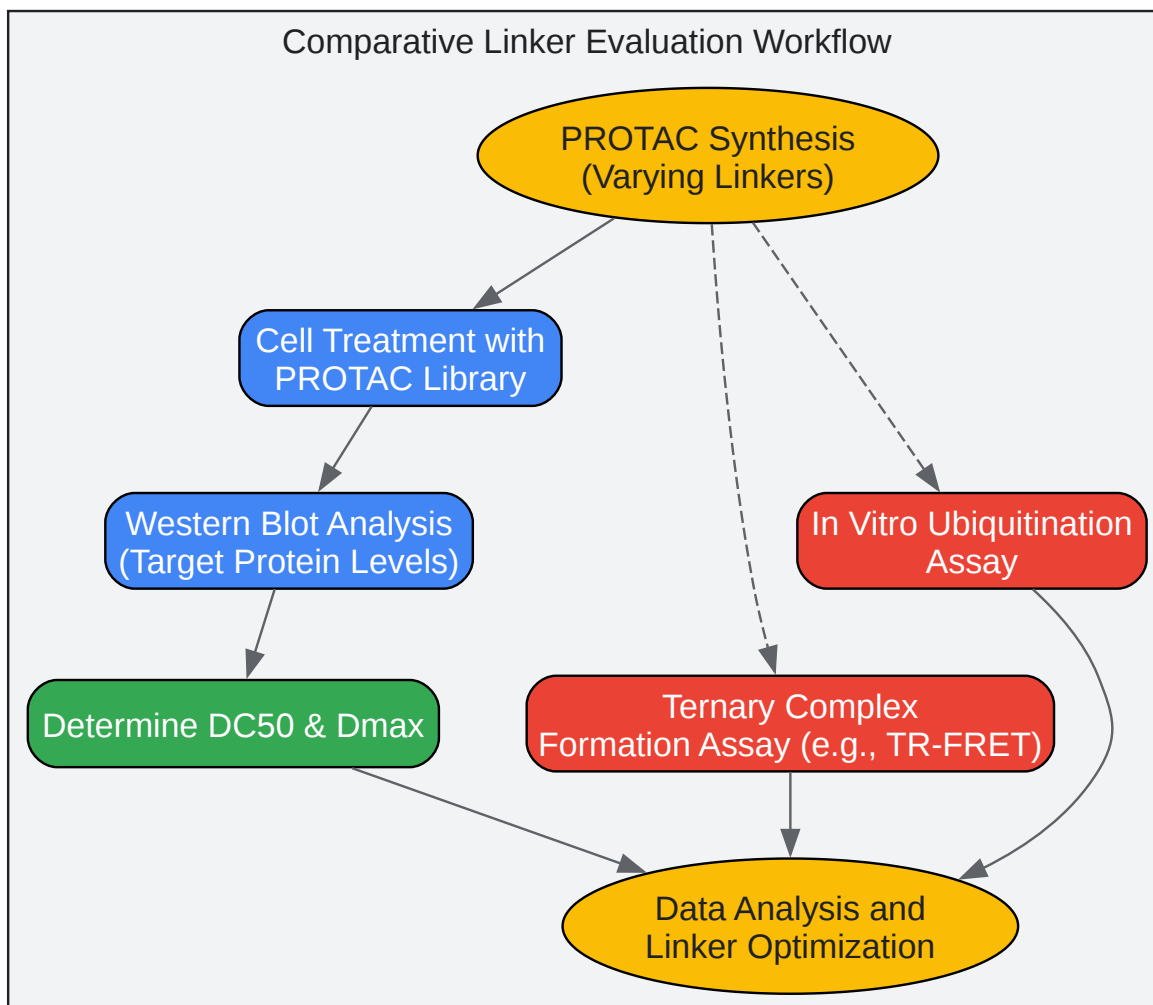 Comparative Linker Evaluation Workflow
PROTAC Synthesis
(Varying Linkers)
Cell Treatment with
PROTAC Library
Western Blot Analysis
(Target Protein Levels)
In Vitro Ubiquitination
Assay
Determine DC50 & Dmax
Ternary Complex
Formation Assay (e.g., TR-FRET)
Data Analysis and
Linker Optimization